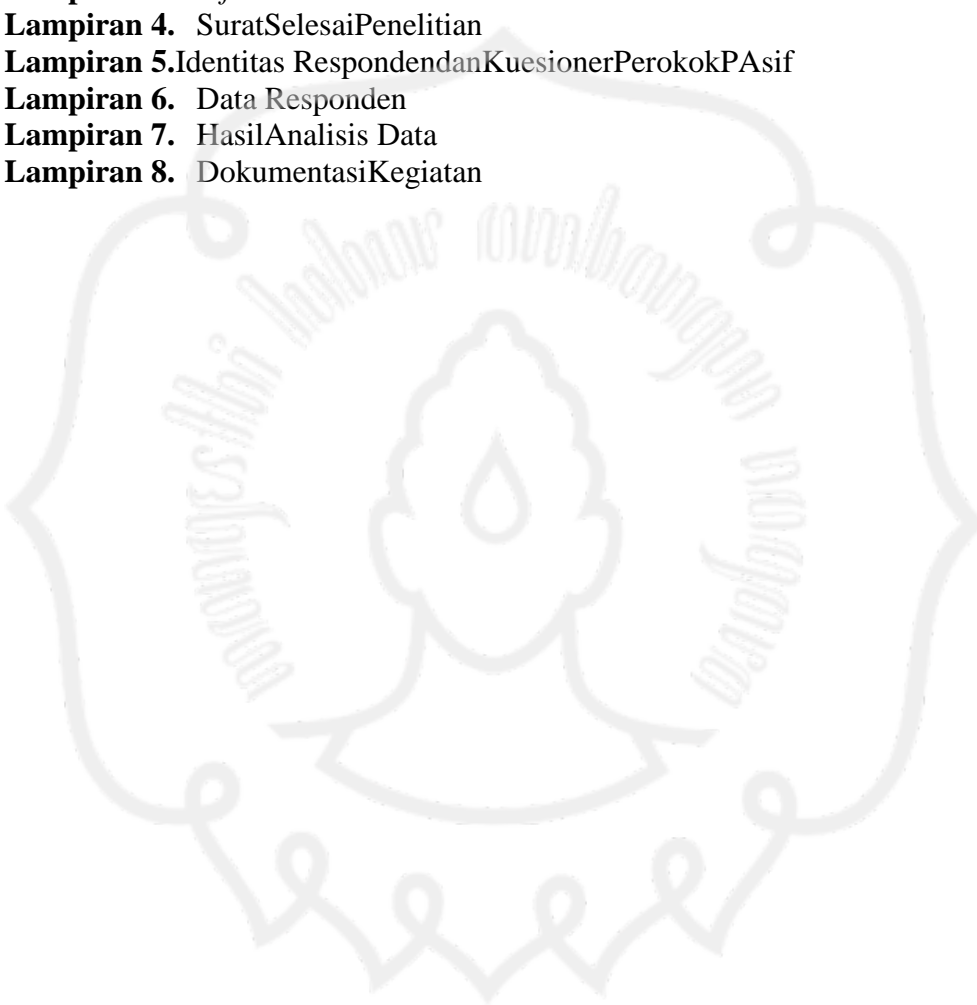 Lampiran 4. SuratSelesaiPenelitian
Lampiran 5.Identitas RespondendanKuesionerPerokokPAsif
Lampiran 6. Data Responden
Lampiran 7. HasilAnalisis Data
Lampiran 8. DokumentasiKegiatan